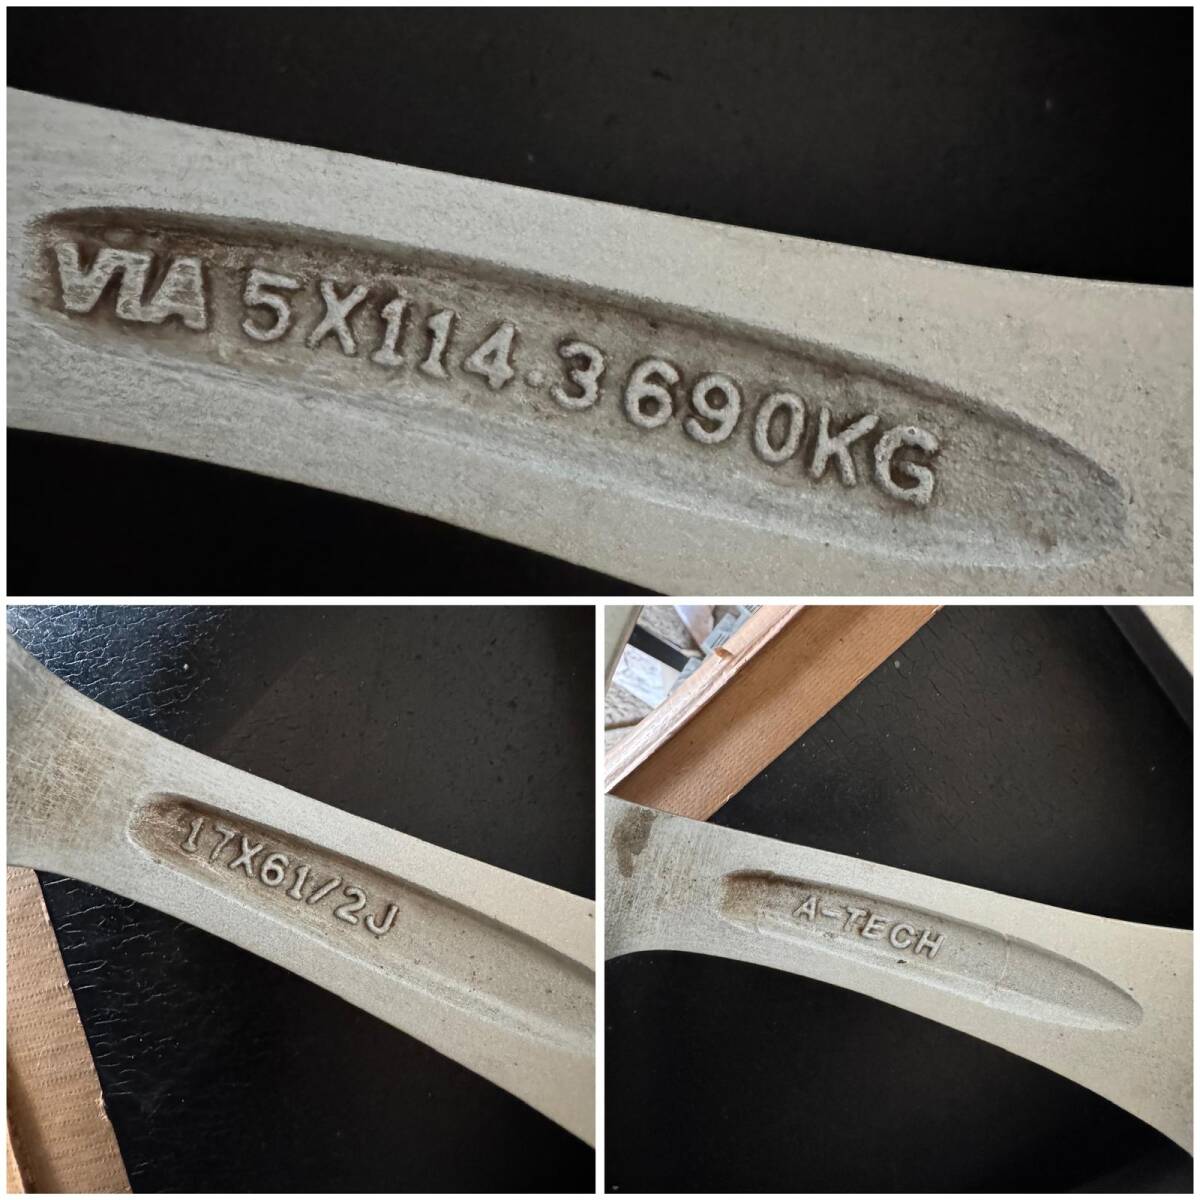 VIA 5X114.3 690KG
17X61/2J
A-TECH